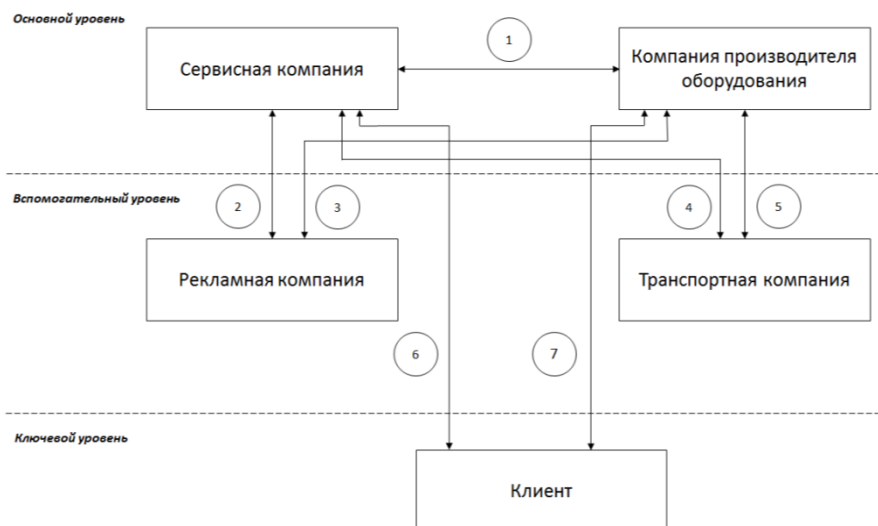 Основной уровень
1
Сервисная компания
Компания производителя
оборудования
Вспомогательный уровень
2
3
4
5
Рекламная компания
Транспортная компания
6
7
Ключевой уровень
Клиент